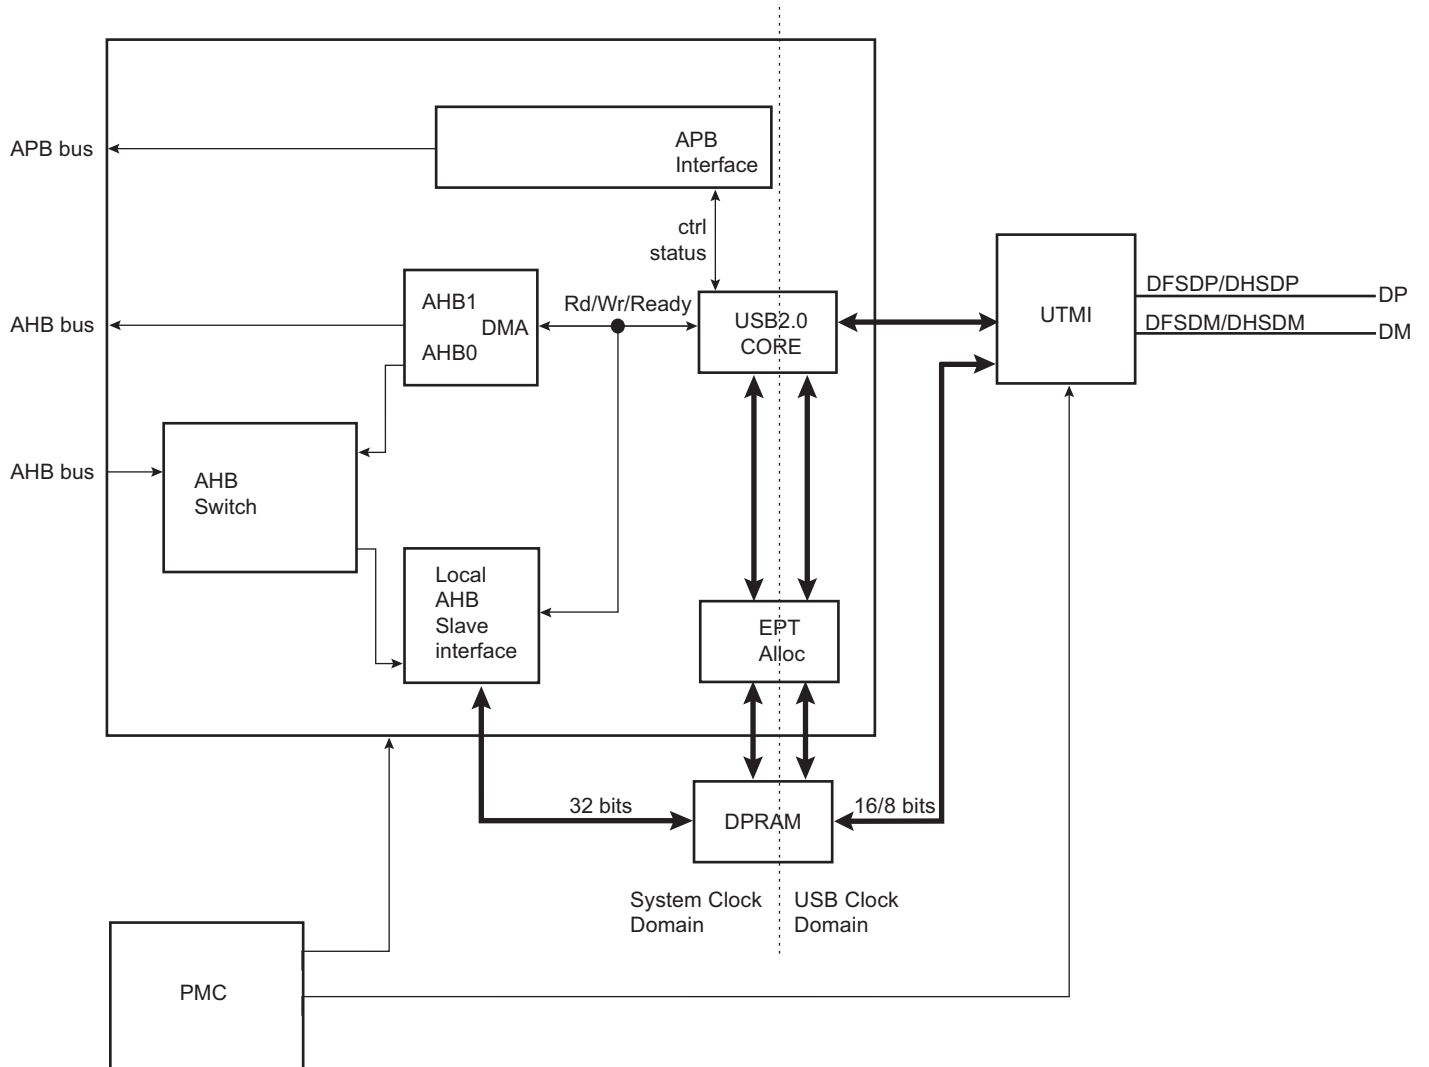 APB bus
APB
Interface
ctrl
status
AHB bus
AHB1
DMA
AHB0
Rd/Wr/Ready
USB2.0
CORE
UTMI
DFSDP/DHSDP
DP
DFSDM/DHSDM
DM
AHB bus
AHB
Switch
Local
AHB
Slave
interface
EPT
Alloc
32 bits
DPRAM
16/8 bits
System Clock
Domain
USB Clock
Domain
PMC